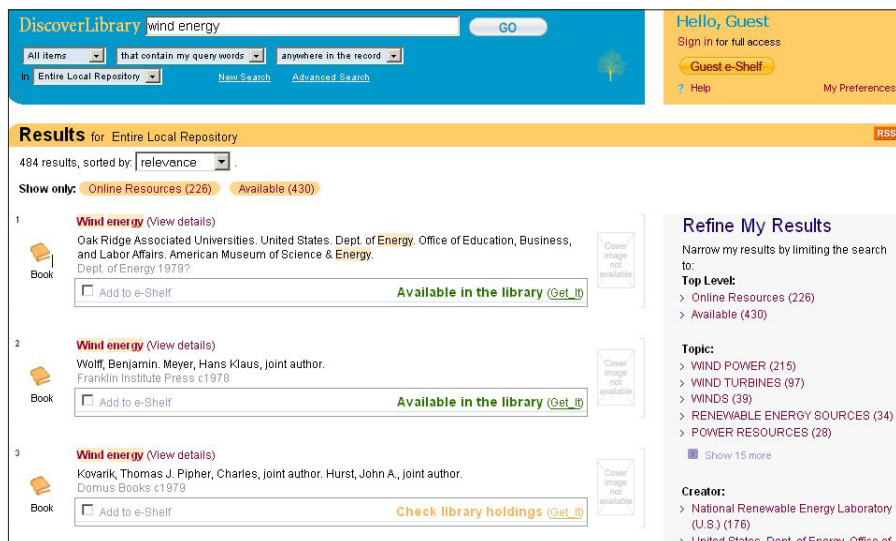 DiscoverLibrary wind energy GO
All items that contain my query words anywhere in the record
in Entire Local Repository New Search Advanced Search
Hello, Guest
Sign in for full access
Guest e-Shelf
? Help My Preferences
Results for Entire Local Repository RSS
484 results, sorted by: relevance .
Show only: Online Resources (226) Available (430)
1
Wind energy (View details)
Oak Ridge Associated Universities. United States. Dept. of Energy. Office of Education, Business,
and Labor Affairs. American Museum of Science & Energy.
Dept. of Energy 1979?
Book
Add to e-Shelf Available in the library (Get_It)
Cover
image
not
available
2
Wind energy (View details)
Wolff, Benjamin. Meyer, Hans Klaus, joint author.
Franklin Institute Press c1978
Book
Add to e-Shelf Available in the library (Get_It)
Cover
image
not
available
3
Wind energy (View details)
Kovarik, Thomas J. Pipher, Charles, joint author. Hurst, John A., joint author.
Domus Books c1979
Book
Add to e-Shelf Check library holdings (Get_It)
Cover
image
not
available
Refine My Results
Narrow my results by limiting the search
to:
Top Level:
> Online Resources (226)
> Available (430)
Topic:
> WIND POWER (215)
> WIND TURBINES (97)
> WINDS (39)
> RENEWABLE ENERGY SOURCES (34)
> POWER RESOURCES (28)
Show 15 more
Creator:
> National Renewable Energy Laboratory
(U.S.) (176)
> United States. Dept. of Energy. Office of